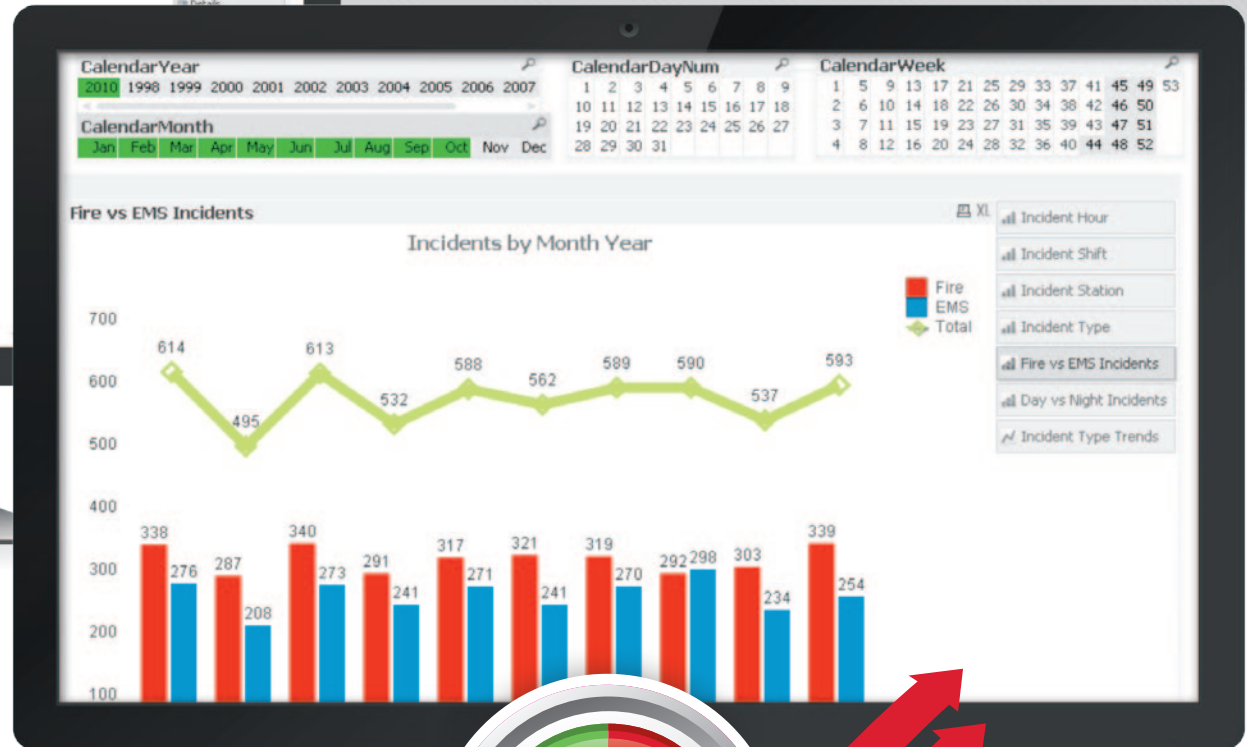 Details
CalendarYear
2010 1998 1999 2000 2001 2002 2003 2004 2005 2006 2007
CalendarMonth
Jan Feb Mar Apr May Jun Jul Aug Sep Oct Nov Dec
CalendarDayNum
1 2 3 4 5 6 7 8 9
10 11 12 13 14 15 16 17 18
19 20 21 22 23 24 25 26 27
28 29 30 31
CalendarWeek
1 5 9 13 17 21 25 29 33 37 41 45 49 53
2 6 10 14 18 22 26 30 34 38 42 46 50
3 7 11 15 19 23 27 31 35 39 43 47 51
4 8 12 16 20 24 28 32 36 40 44 48 52
Fire vs EMS Incidents
XL
Incidents by Month Year
Fire
EMS
Total
700
600
500
400
300
200
100
614 495 613 532 588 562 589 590 537 593
338 276 287 208 340 273 291 241 317 271 321 241 319 270 292 298 303 234 339 254
Incident Hour
Incident Shift
Incident Station
Incident Type
Fire vs EMS Incidents
Day vs Night Incidents
Incident Type Trends